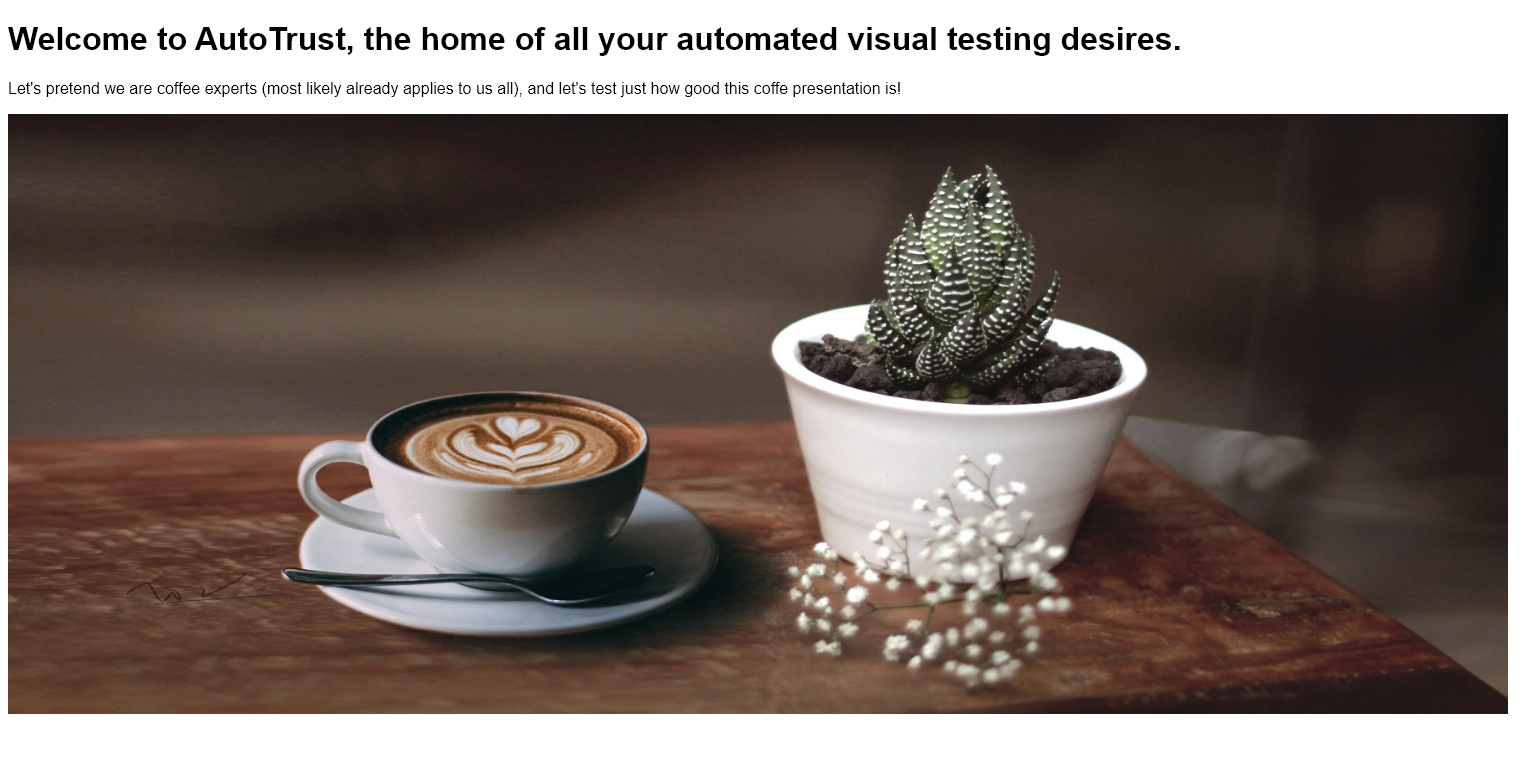 Welcome to AutoTrust, the home of all your automated visual testing desires.
Let's pretend we are coffee experts (most likely already applies to us all), and let's test just how good this coffe presentation is!